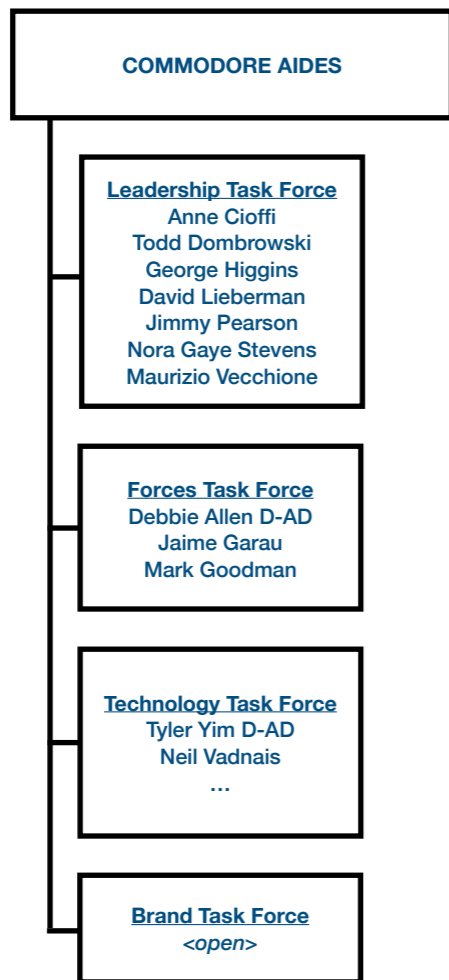 COMMODORE AIDES
Leadership Task Force
Anne Cioffi
Todd Dombrowski
George Higgins
David Lieberman
Jimmy Pearson
Nora Gaye Stevens
Maurizio Vecchione
Forces Task Force
Debbie Allen D-AD
Jaime Garau
Mark Goodman
Technology Task Force
Tyler Yim D-AD
Neil Vadnais
…
Brand Task Force
<open>